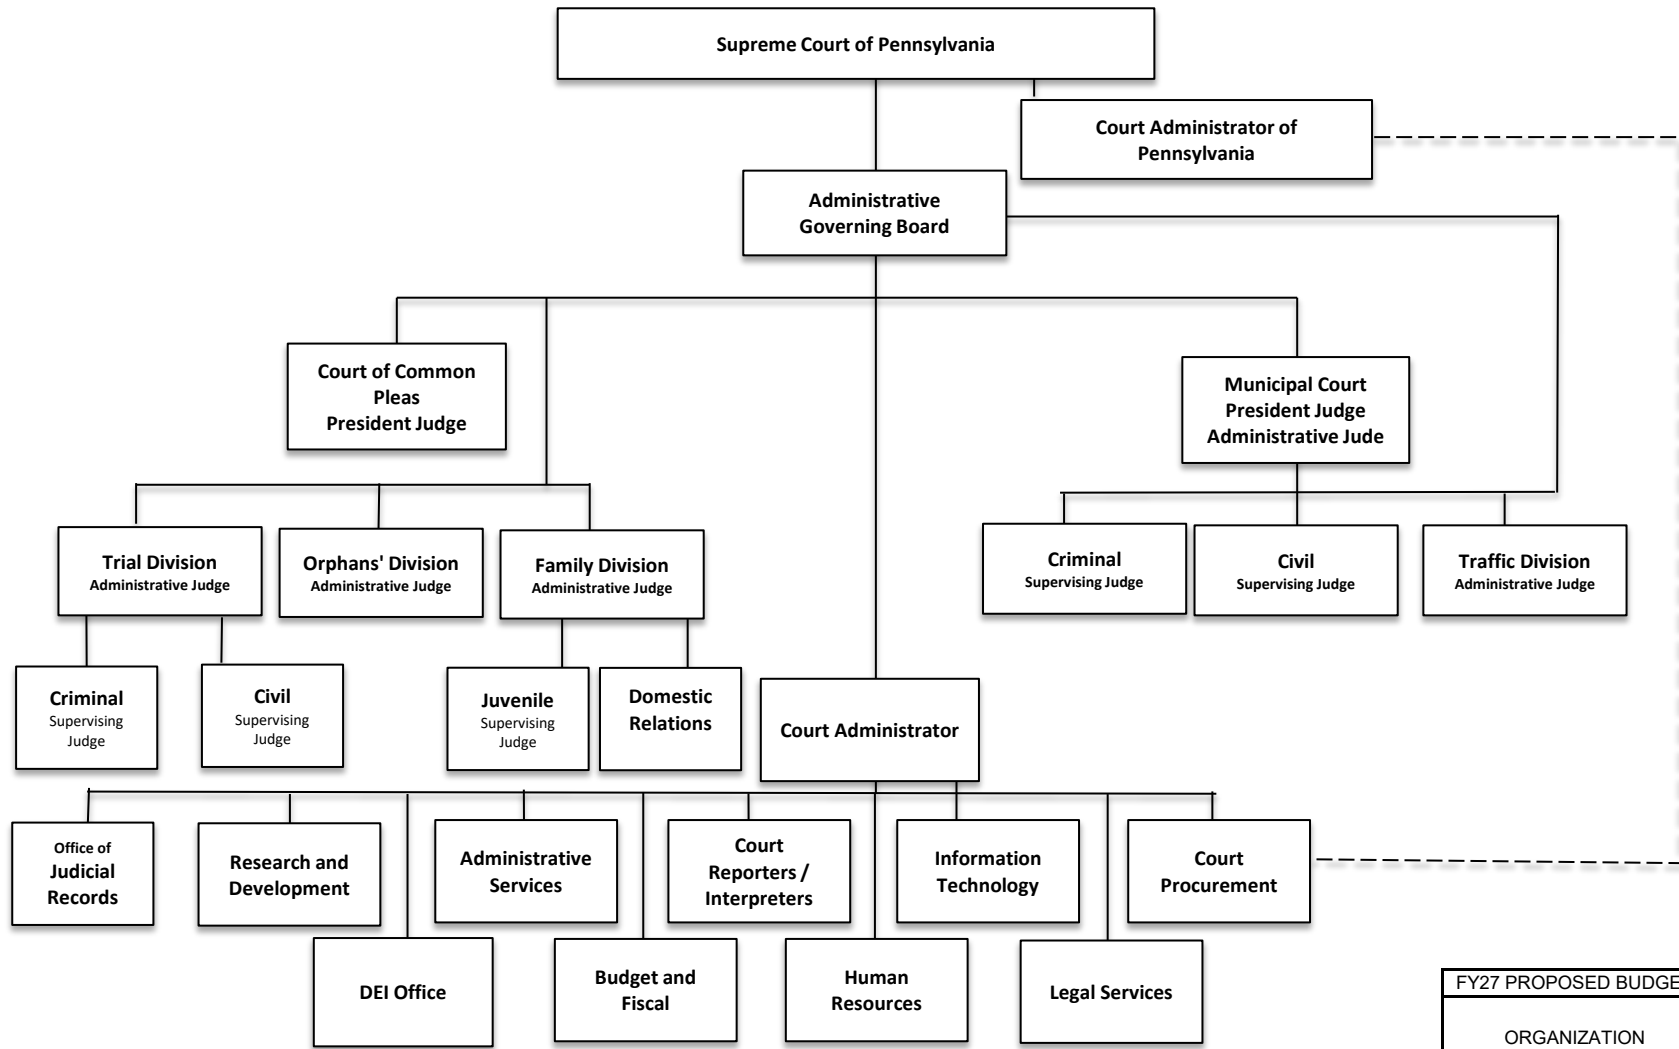 Supreme Court of Pennsylvania
Court Administrator of
Pennsylvania
Administrative
Governing Board
Court of Common
Pleas
President Judge
Municipal Court
President Judge
Administrative Jude
Trial Division
Administrative Judge
Orphans' Division
Administrative Judge
Family Division
Administrative Judge
Criminal
Supervising Judge
Civil
Supervising Judge
Traffic Division
Administrative Judge
Criminal
Supervising
Judge
Civil
Supervising
Judge
Juvenile
Supervising
Judge
Domestic
Relations
Court Administrator
Office of
Judicial
Records
Research and
Development
Administrative
Services
Court
Reporters /
Interpreters
Information
Technology
Court
Procurement
DEI Office
Budget and
Fiscal
Human
Resources
Legal Services
FY27 PROPOSED BUDGE
ORGANIZATION